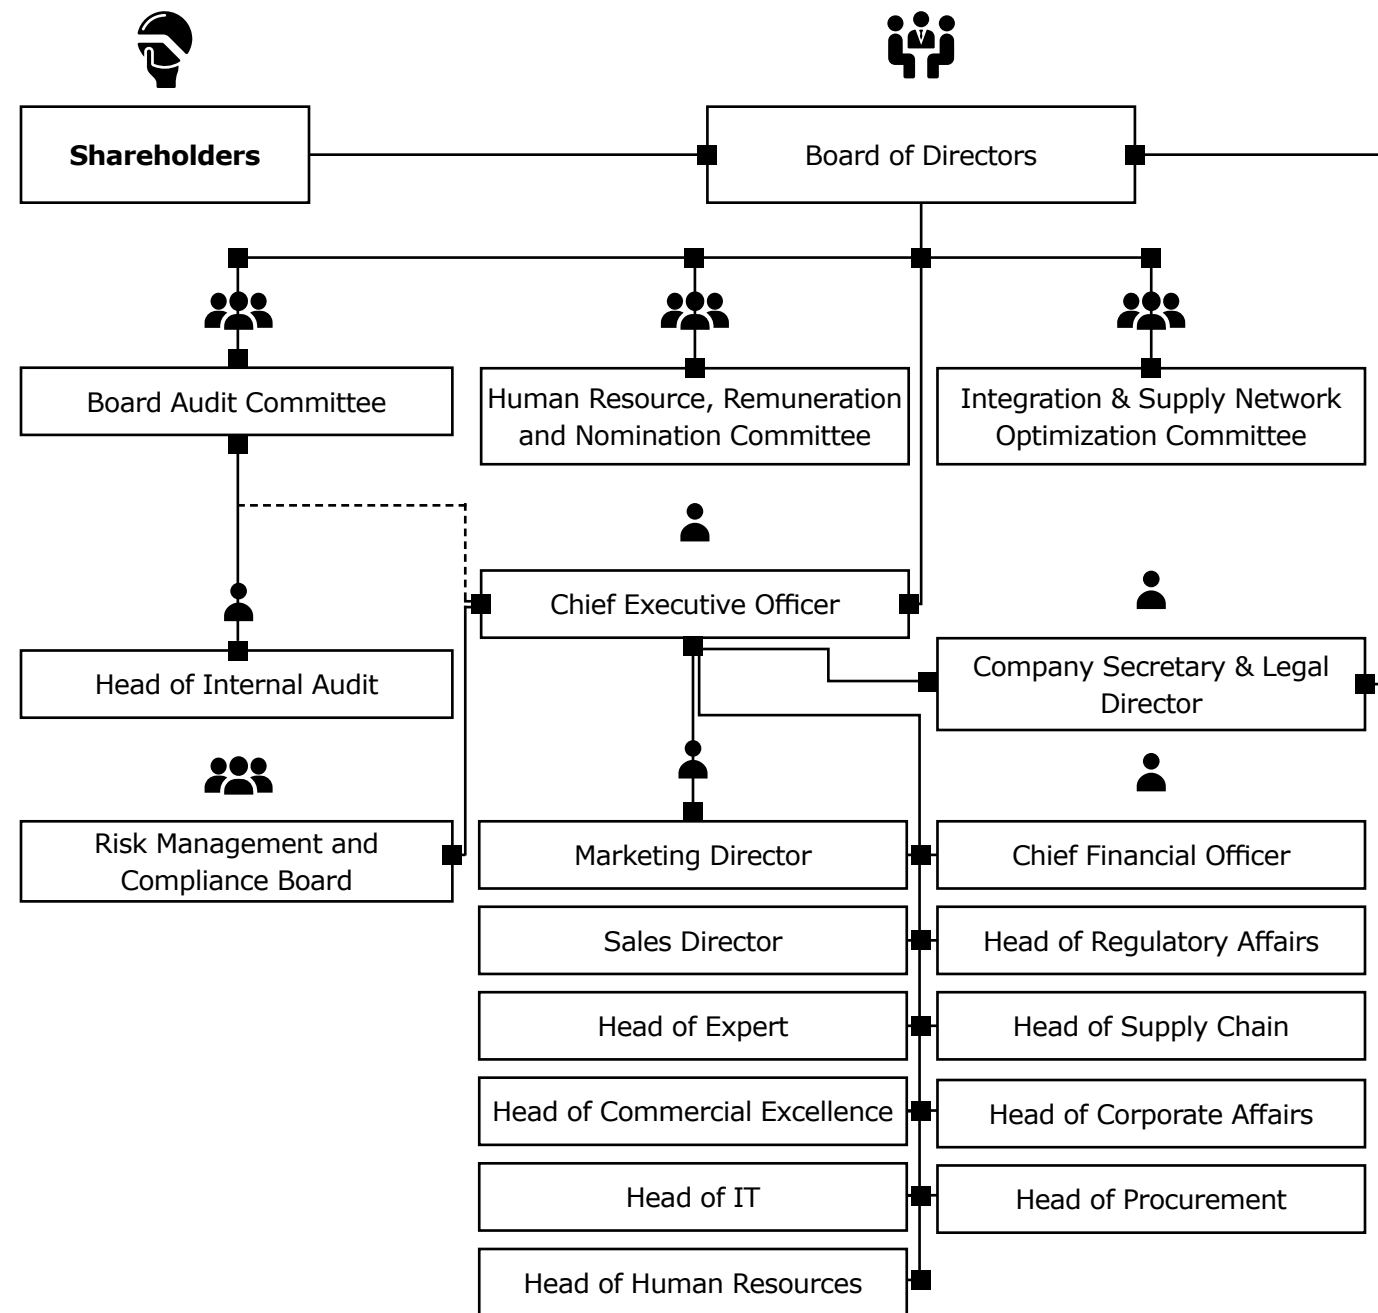 Shareholders
Board of Directors
Board Audit Committee
Human Resource, Remuneration
and Nomination Committee
Integration & Supply Network
Optimization Committee
Chief Executive Officer
Head of Internal Audit
Company Secretary & Legal
Director
Risk Management and
Compliance Board
Marketing Director
Chief Financial Officer
Sales Director
Head of Regulatory Affairs
Head of Expert
Head of Supply Chain
Head of Commercial Excellence
Head of Corporate Affairs
Head of IT
Head of Procurement
Head of Human Resources